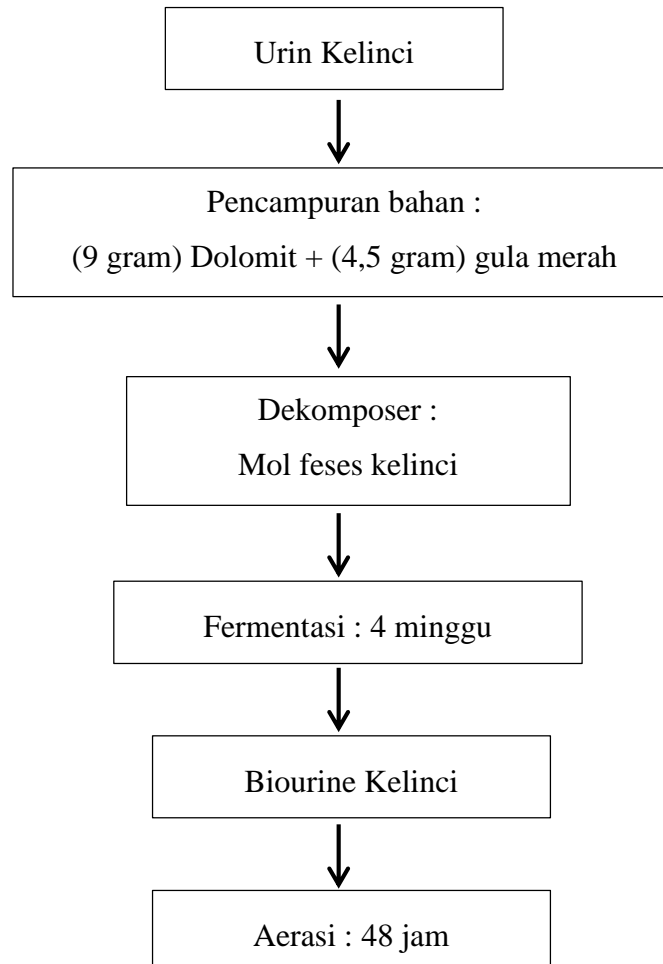 Urin Kelinci
Pencampuran bahan :
(9 gram) Dolomit + (4,5 gram) gula merah
Dekomposer :
Mol feses kelinci
Fermentasi : 4 minggu
Biourine Kelinci
Aerasi : 48 jam